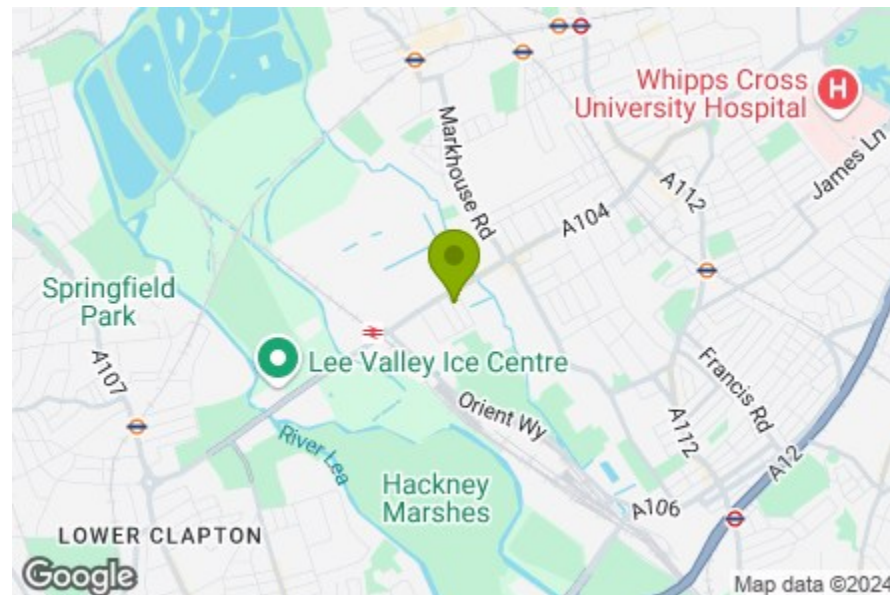 Whipps Cross
University Hospital
H
Markhouse Rd
A112
James Ln
A104
Springfield
Park
A107
Lee Valley Ice Centre
Orient Wy
Francis Rd
A112
A12
River Lea
Hackney
Marshes
A106
LOWER CLAPTON
Google
Map data ©2024